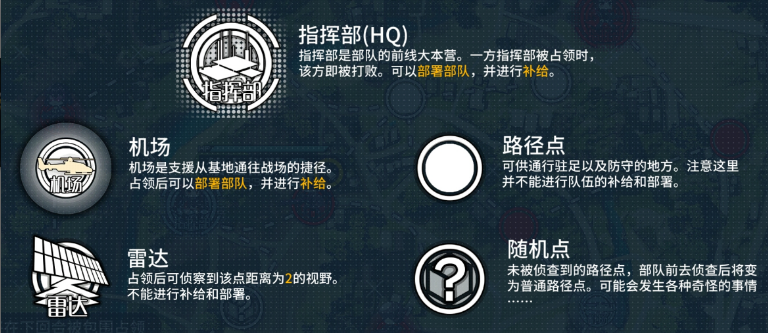 指挥部(HQ)
指挥部是部队的前线大本营。一方指挥部被占领时，
该方即被打败。可以部署部队，并进行补给。
指挥部
机场
机场是支援从基地通往战场的捷径。
占领后可以部署部队，并进行补给。
机场
路径点
可供通行驻足以及防守的地方。注意这里
并不能进行队伍的补给和部署。
雷达
占领后可侦察到该点距离为2的视野。
不能进行补给和部署。
雷达
随机点
未被侦查到的路径点，部队前去侦查后将变
为普通路径点。可能会发生各种奇怪的事情
……
?